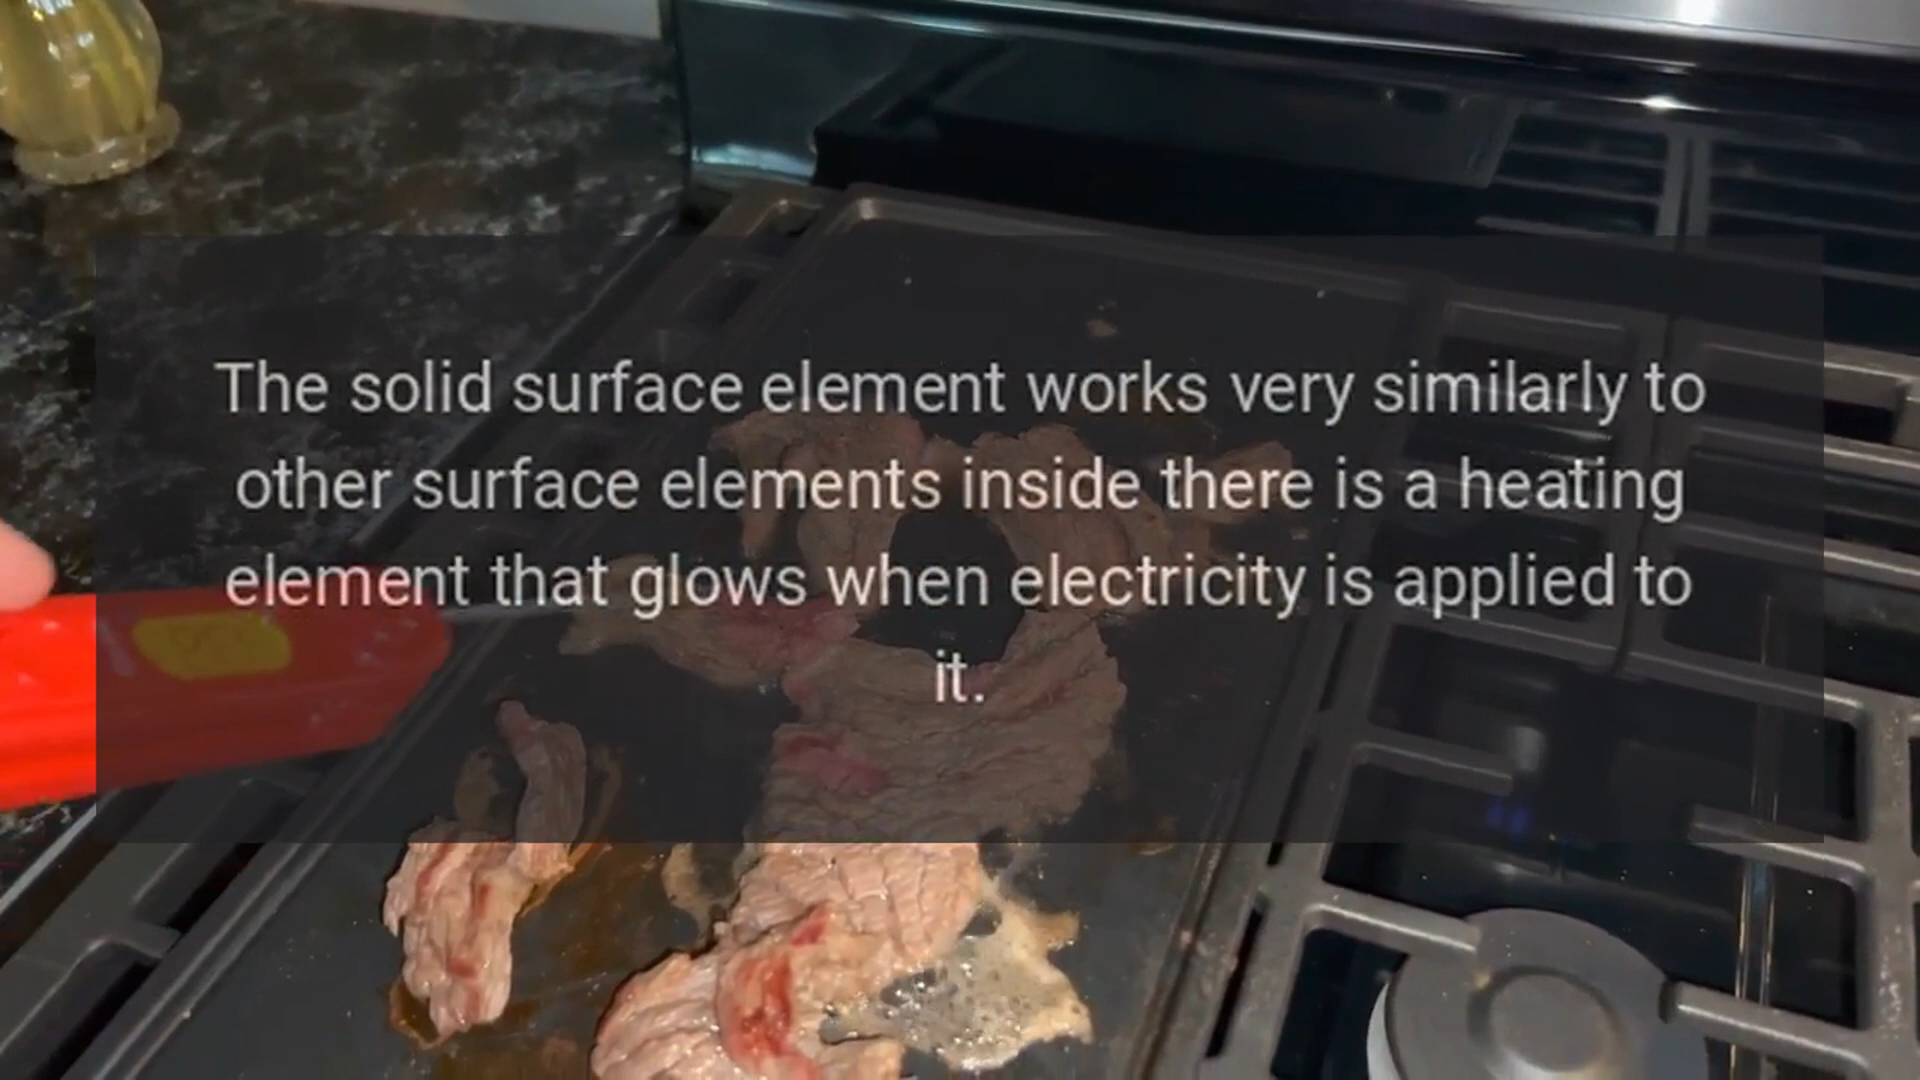 The solid surface element works very similarly to
other surface elements inside there is a heating
element that glows when electricity is applied to
it.